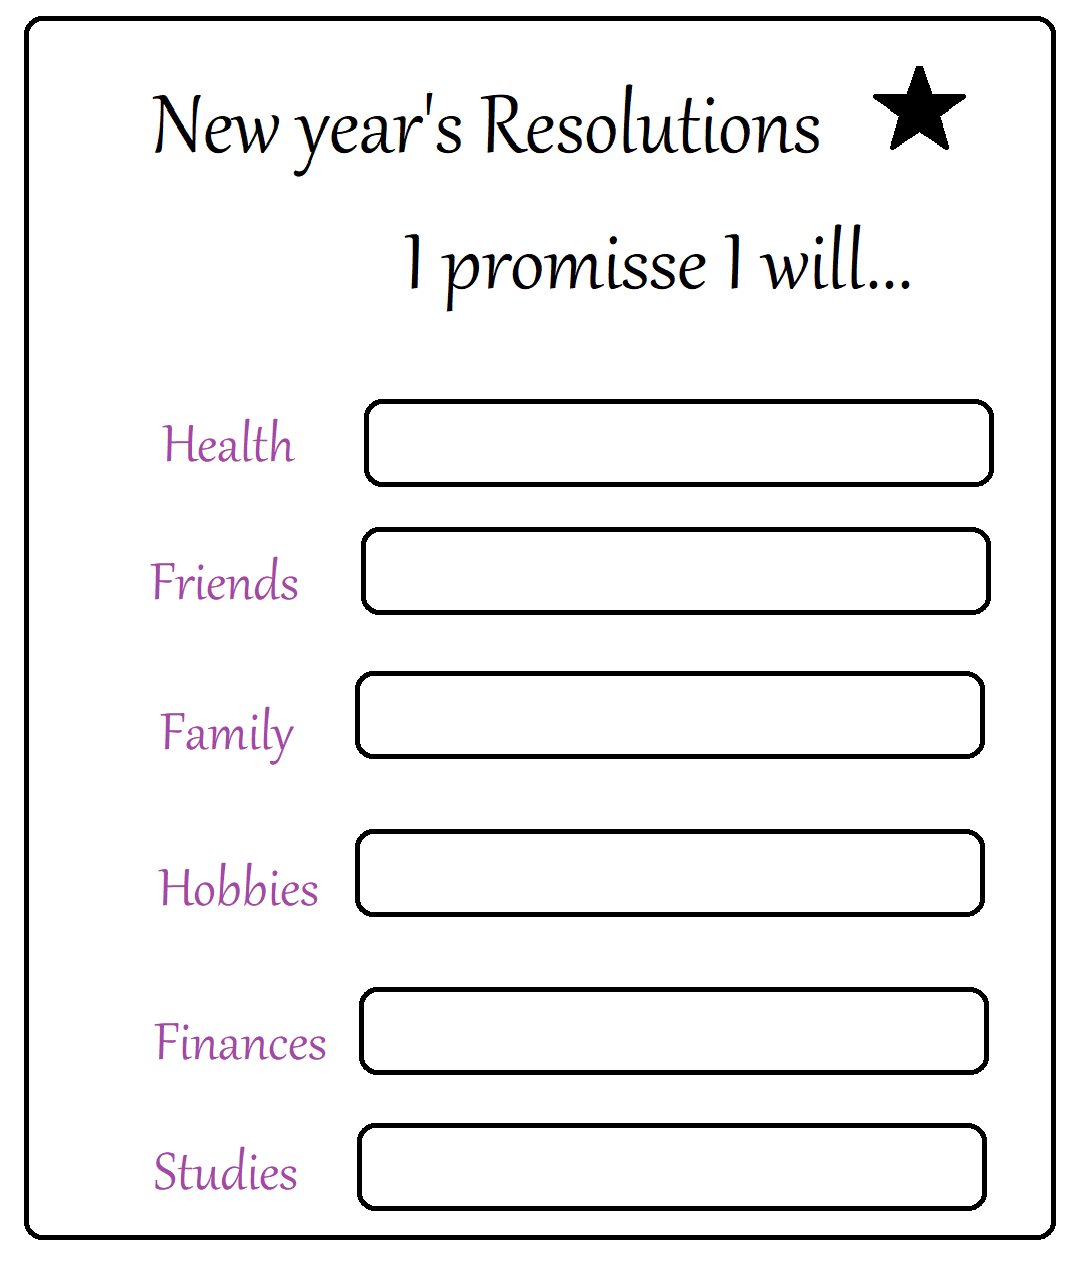 New year's Resolutions
I promisse I will...
Health
Friends
Family
Hobbies
Finances
Studies